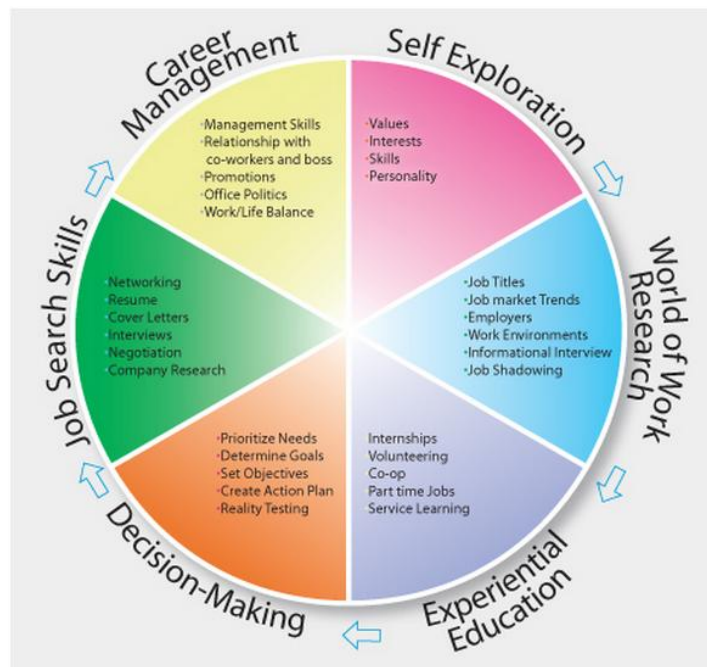 Career
Management
Self Exploration
•Management Skills
•Relationship with
co-workers and boss
•Promotions
•Office Politics
•Work/Life Balance
•Values
•Interests
•Skills
•Personality
World of Work
Research
•Job Titles
•Job market Trends
•Employers
•Work Environments
•Informational Interview
•Job Shadowing
Experiential
Education
Internships
Volunteering
Co-op
Part time Jobs
Service Learning
Decision-Making
•Prioritize Needs
•Determine Goals
•Set Objectives
•Create Action Plan
•Reality Testing
Job Search Skills
•Networking
•Resume
•Cover Letters
•Interviews
•Negotiation
•Company Research